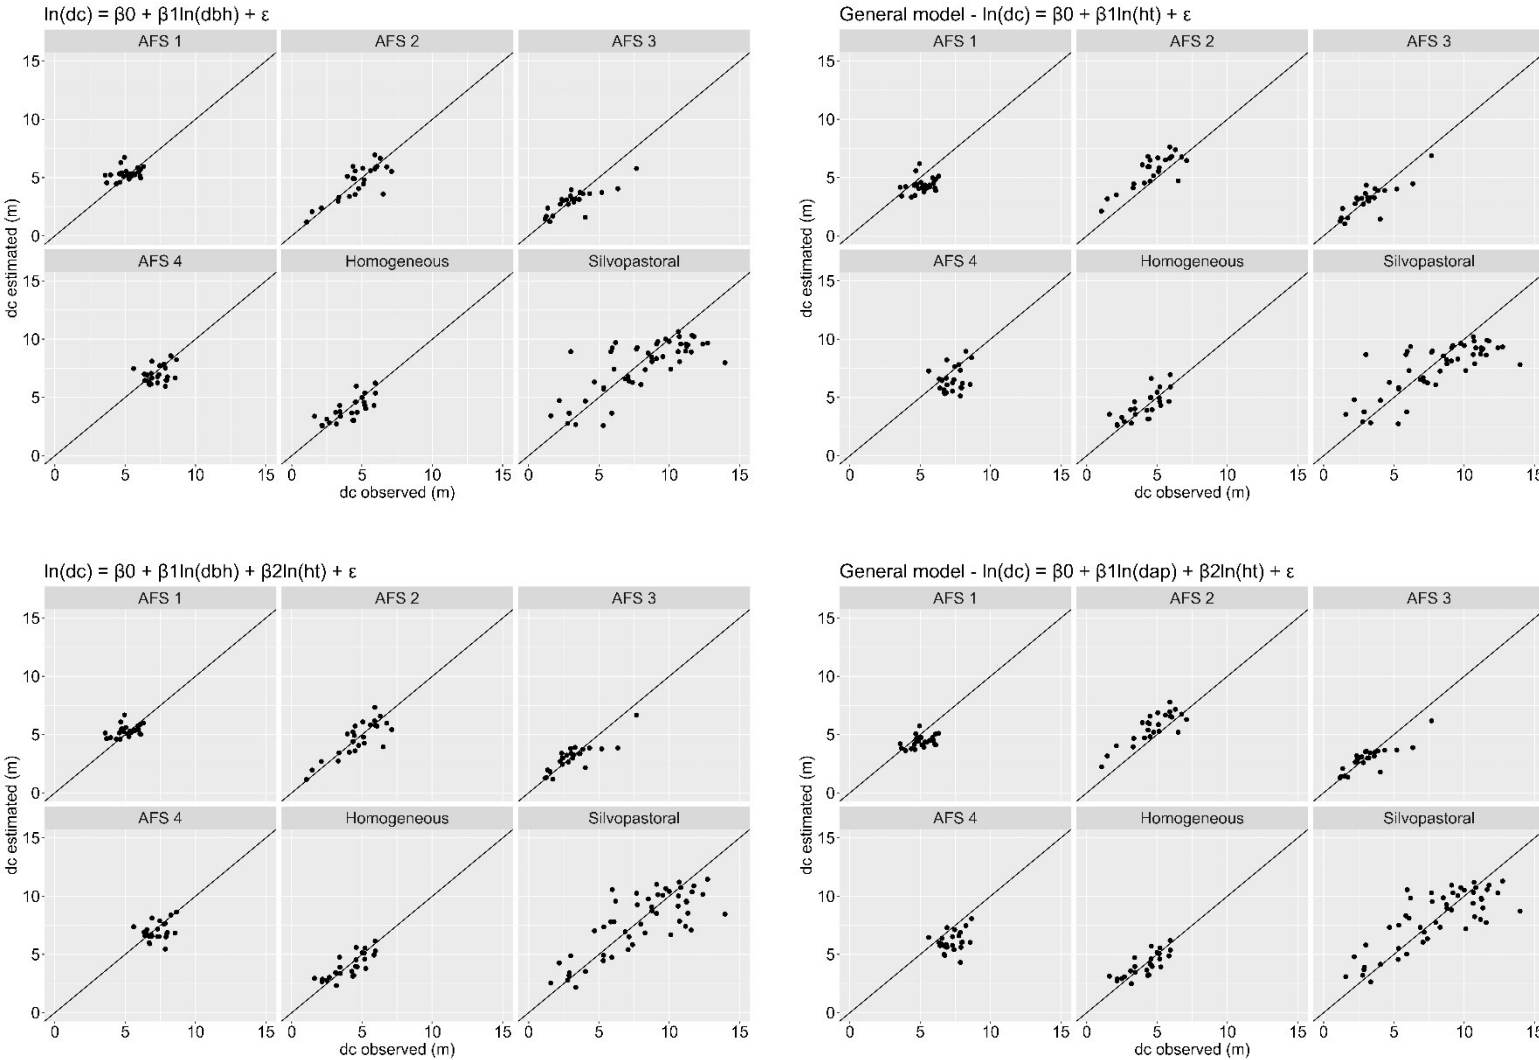 ln(dc) = β0 + β1ln(dbh) + ε
AFS 1 AFS 2 AFS 3
15
10
5
0
AFS 4 Homogeneous Silvopastoral
15
10
5
0
0 5 10 15 0 5 10 15 0 5 10 15
dc observed (m)
dc estimated (m)
General model - ln(dc) = β0 + β1ln(ht) + ε
AFS 1 AFS 2 AFS 3
15
10
5
0
AFS 4 Homogeneous Silvopastoral
15
10
5
0
0 5 10 15 0 5 10 15 0 5 10 15
dc observed (m)
dc estimated (m)
ln(dc) = β0 + β1ln(dbh) + β2ln(ht) + ε
AFS 1 AFS 2 AFS 3
15
10
5
0
AFS 4 Homogeneous Silvopastoral
15
10
5
0
0 5 10 15 0 5 10 15 0 5 10 15
dc observed (m)
dc estimated (m)
General model - ln(dc) = β0 + β1ln(dap) + β2ln(ht) + ε
AFS 1 AFS 2 AFS 3
15
10
5
0
AFS 4 Homogeneous Silvopastoral
15
10
5
0
0 5 10 15 0 5 10 15 0 5 10 15
dc observed (m)
dc estimated (m)